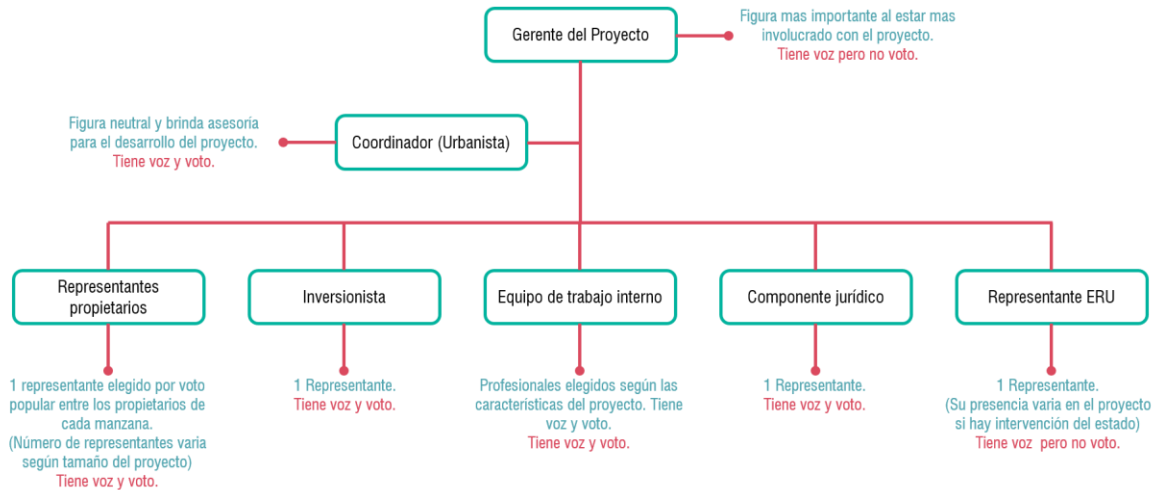 Gerente del Proyecto
Figura mas importante al estar mas
involucrado con el proyecto.
Tiene voz pero no voto.
Figura neutral y brinda asesoria
para el desarrollo del proyecto.
Tiene voz y voto.
Coordinador (Urbanista)
Representantes
propietarios
Inversionista
Equipo de trabajo interno
Componente jurídico
Representante ERU
1 representante elegido por voto
popular entre los propietarios de
cada manzana.
(Número de representantes varia
según tamaño del proyecto)
Tiene voz y voto.
1 Representante.
Tiene voz y voto.
Profesionales elegidos según las
características del proyecto. Tiene
voz y voto.
Tiene voz y voto.
1 Representante.
Tiene voz y voto.
1 Representante.
(Su presencia varia en el proyecto
si hay intervención del estado)
Tiene voz pero no voto.